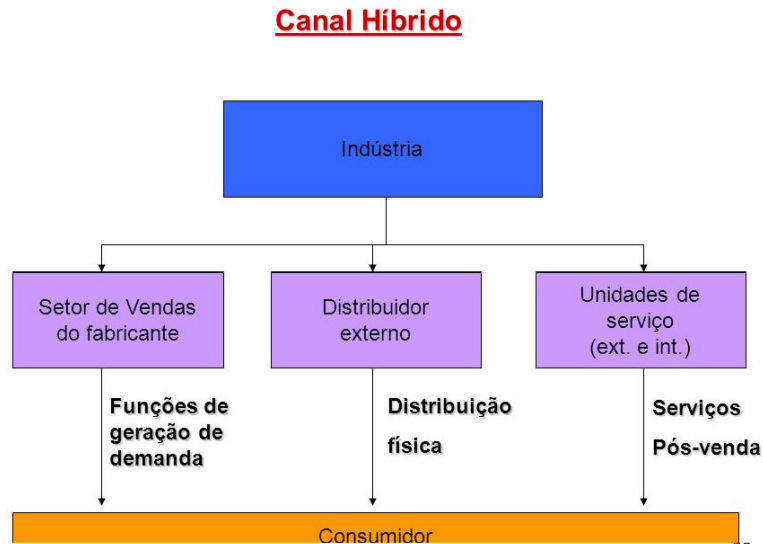 Canal Híbrido
Indústria
Setor de Vendas
do fabricante
Distribuidor
externo
Unidades de
serviço
(ext. e int.)
Funções de
geração de
demanda
Distribuição
física
Serviços
Pós-venda
Consumidor